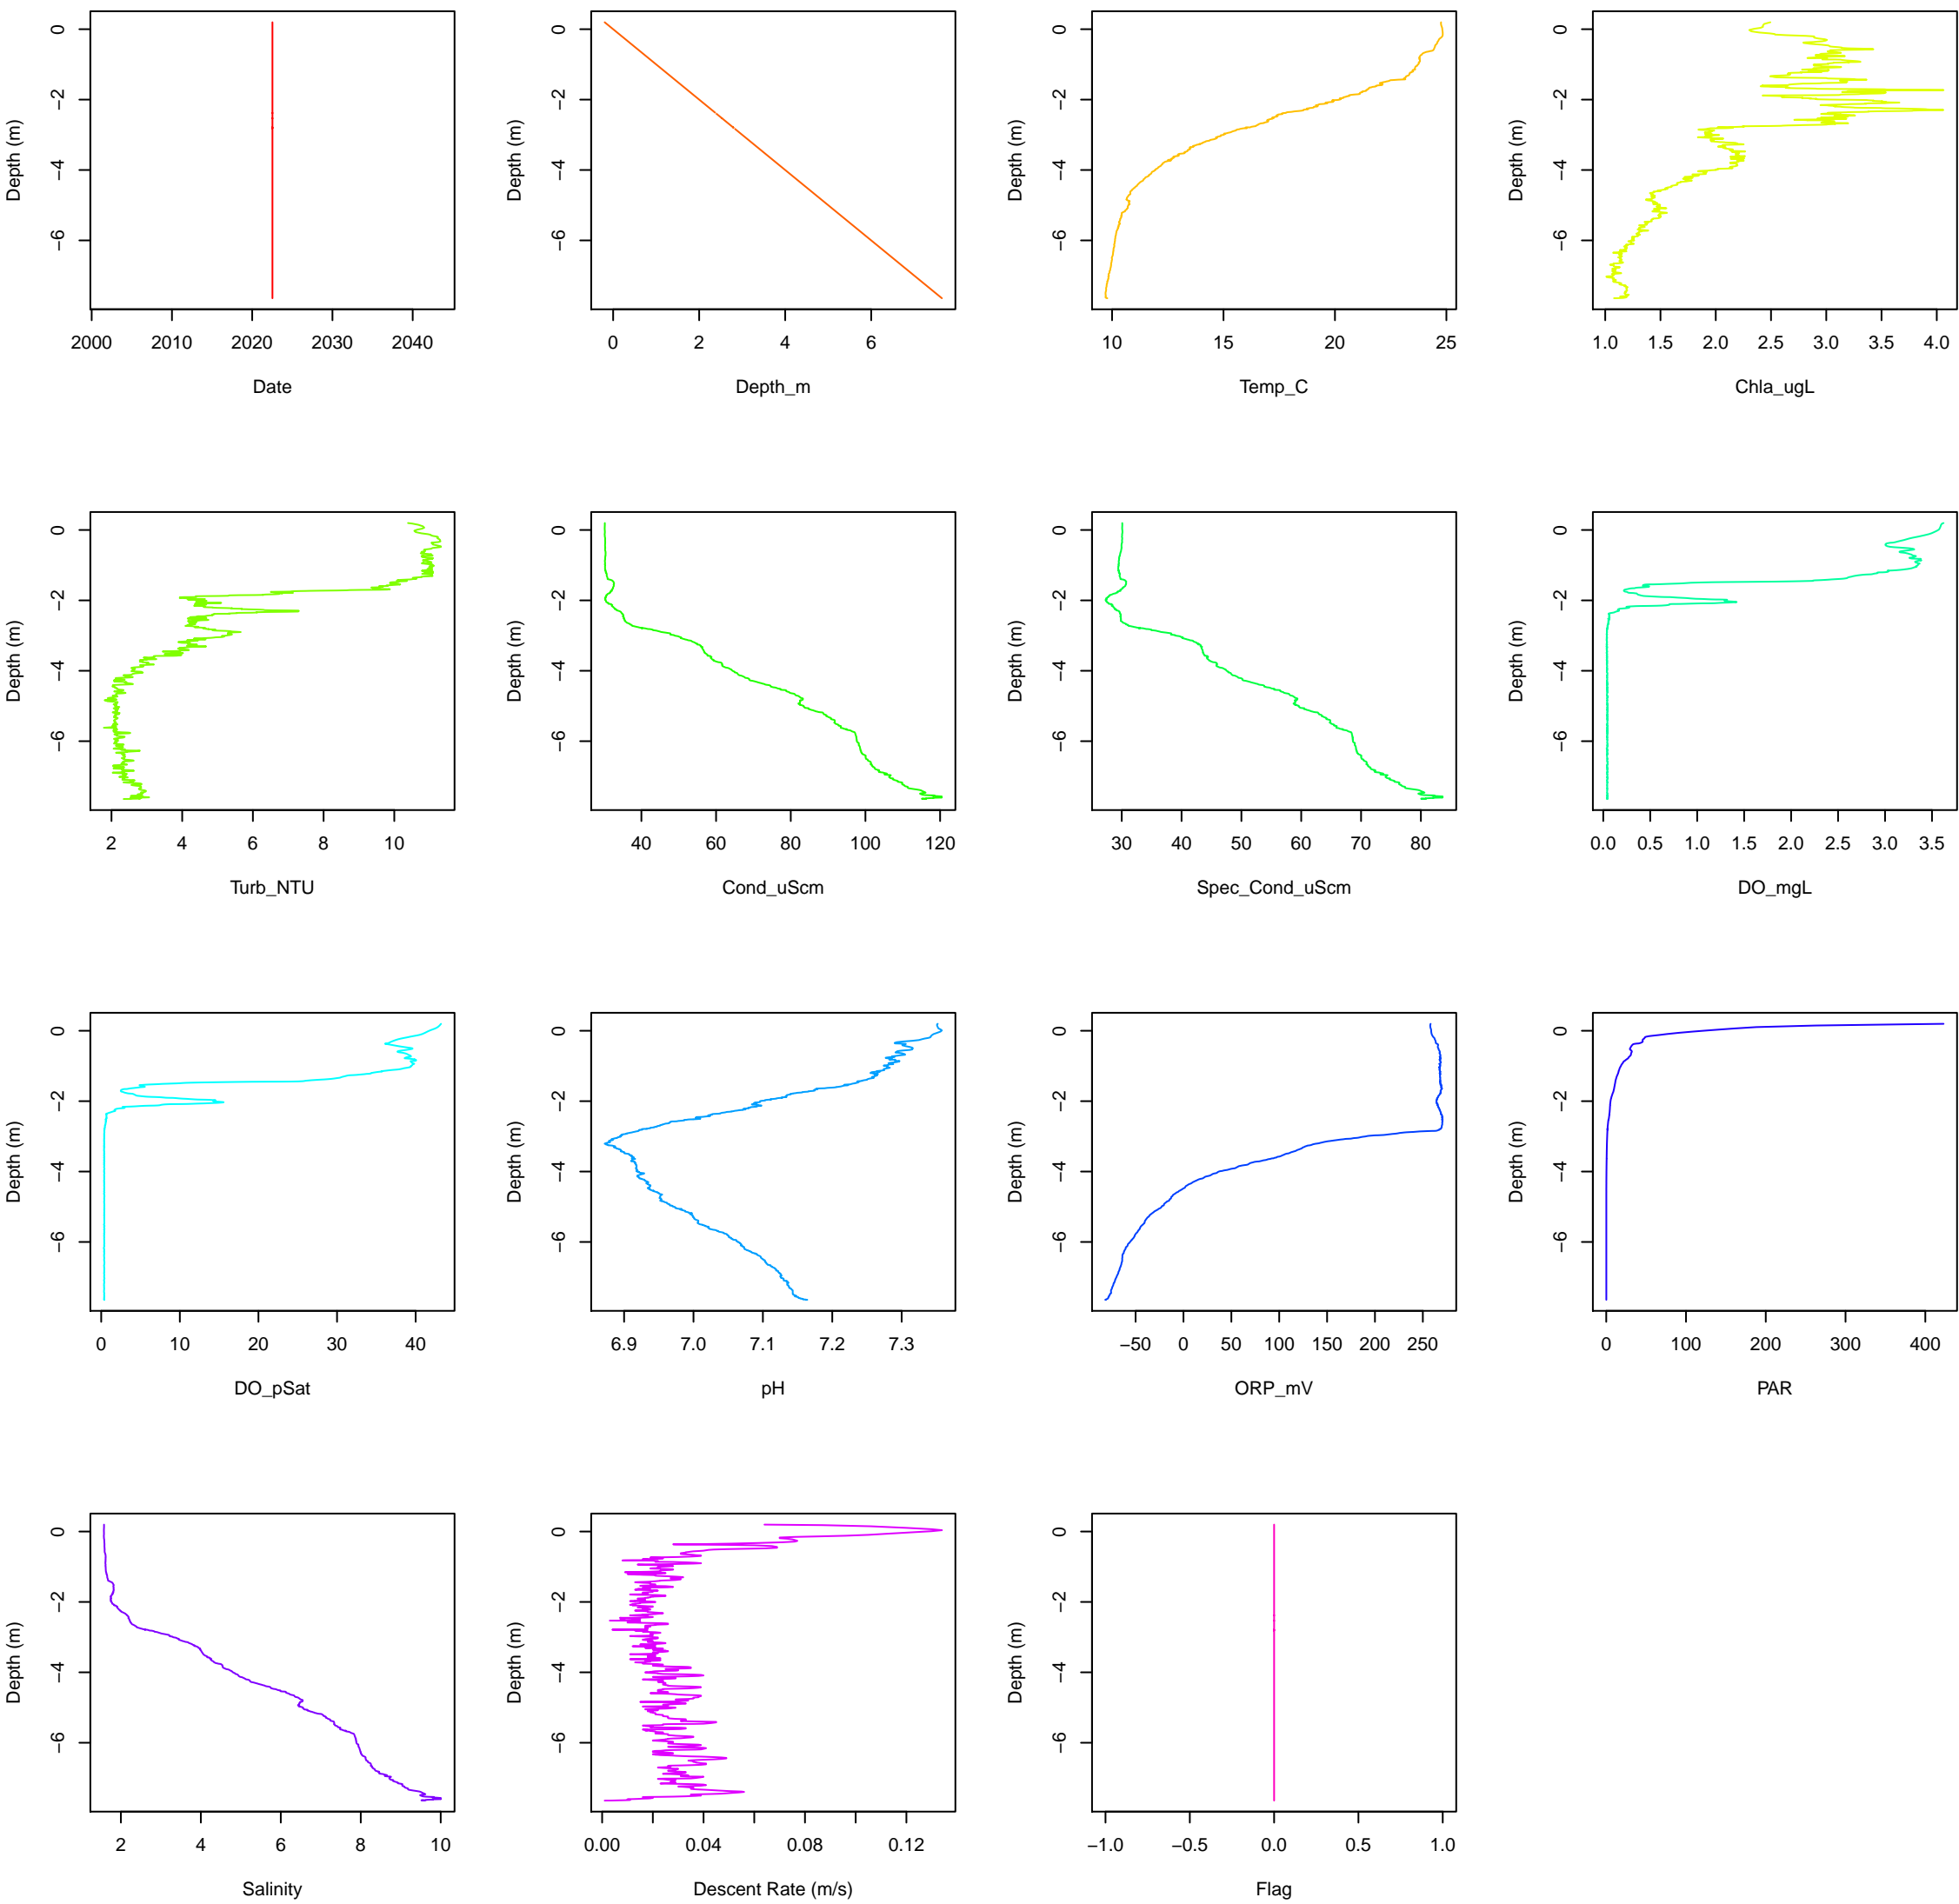 Depth (m)
0
−2
−4
−6
2000 2010 2020 2030 2040
Date
Depth (m)
0
−2
−4
−6
0 2 4 6
Depth_m
Depth (m)
0
−2
−4
−6
10 15 20 25
Temp_C
Depth (m)
0
−2
−4
−6
1.0 1.5 2.0 2.5 3.0 3.5 4.0
Chla_ugL
Depth (m)
0
−2
−4
−6
2 4 6 8 10
Turb_NTU
Depth (m)
0
−2
−4
−6
40 60 80 100 120
Cond_uScm
Depth (m)
0
−2
−4
−6
30 40 50 60 70 80
Spec_Cond_uScm
Depth (m)
0
−2
−4
−6
0.0 0.5 1.0 1.5 2.0 2.5 3.0 3.5
DO_mgL
Depth (m)
0
−2
−4
−6
0 10 20 30 40
DO_pSat
Depth (m)
0
−2
−4
−6
6.9 7.0 7.1 7.2 7.3
pH
Depth (m)
0
−2
−4
−6
−50 0 50 100 150 200 250
ORP_mV
Depth (m)
0
−2
−4
−6
0 100 200 300 400
PAR
Depth (m)
0
−2
−4
−6
2 4 6 8 10
Salinity
Depth (m)
0
−2
−4
−6
0.00 0.04 0.08 0.12
Descent Rate (m/s)
Depth (m)
0
−2
−4
−6
−1.0 −0.5 0.0 0.5 1.0
Flag